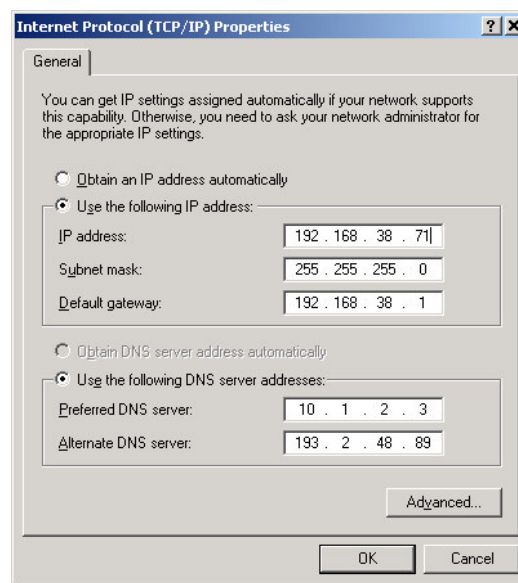 Internet Protocol (TCP/IP) Properties
General
You can get IP settings assigned automatically if your network supports
this capability. Otherwise, you need to ask your network administrator for
the appropriate IP settings.
Obtain an IP address automatically
Use the following IP address:
IP address: 192 . 168 . 38 . 71
Subnet mask: 255 . 255 . 255 . 0
Default gateway: 192 . 168 . 38 . 1
Obtain DNS server address automatically
Use the following DNS server addresses:
Preferred DNS server: 10 . 1 . 2 . 3
Alternate DNS server: 193 . 2 . 48 . 89
Advanced...
OK Cancel